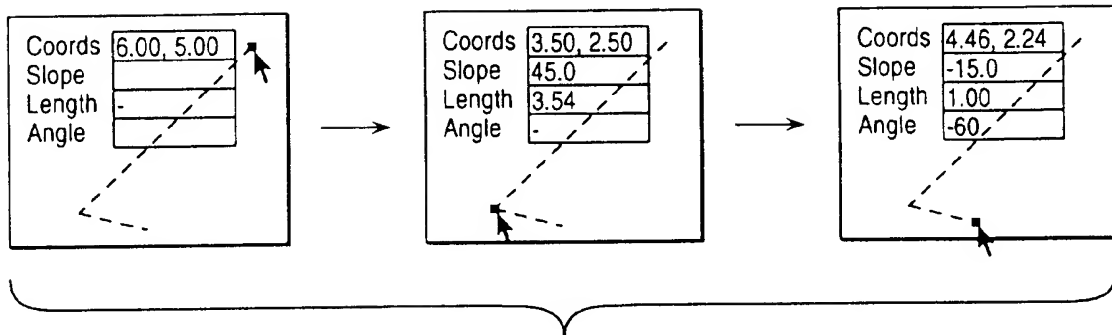 Coords 6.00, 5.00
Slope
Length -
Angle
Coords 3.50, 2.50
Slope 45.0
Length 3.54
Angle -
Coords 4.46, 2.24
Slope -15.0
Length 1.00
Angle -60